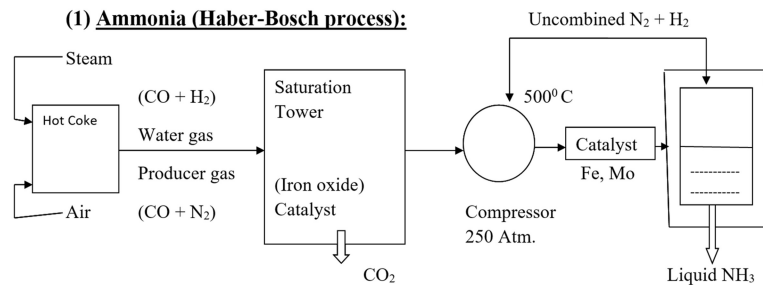 (1) Ammonia (Haber-Bosch process):
Uncombined N₂ + H₂
Steam
Hot Coke
Air
(CO + H₂)
Water gas
Producer gas
(CO + N₂)
Saturation
Tower
(Iron oxide)
Catalyst
CO₂
500⁰ C
Compressor
250 Atm.
Catalyst
Fe, Mo
Liquid NH₃